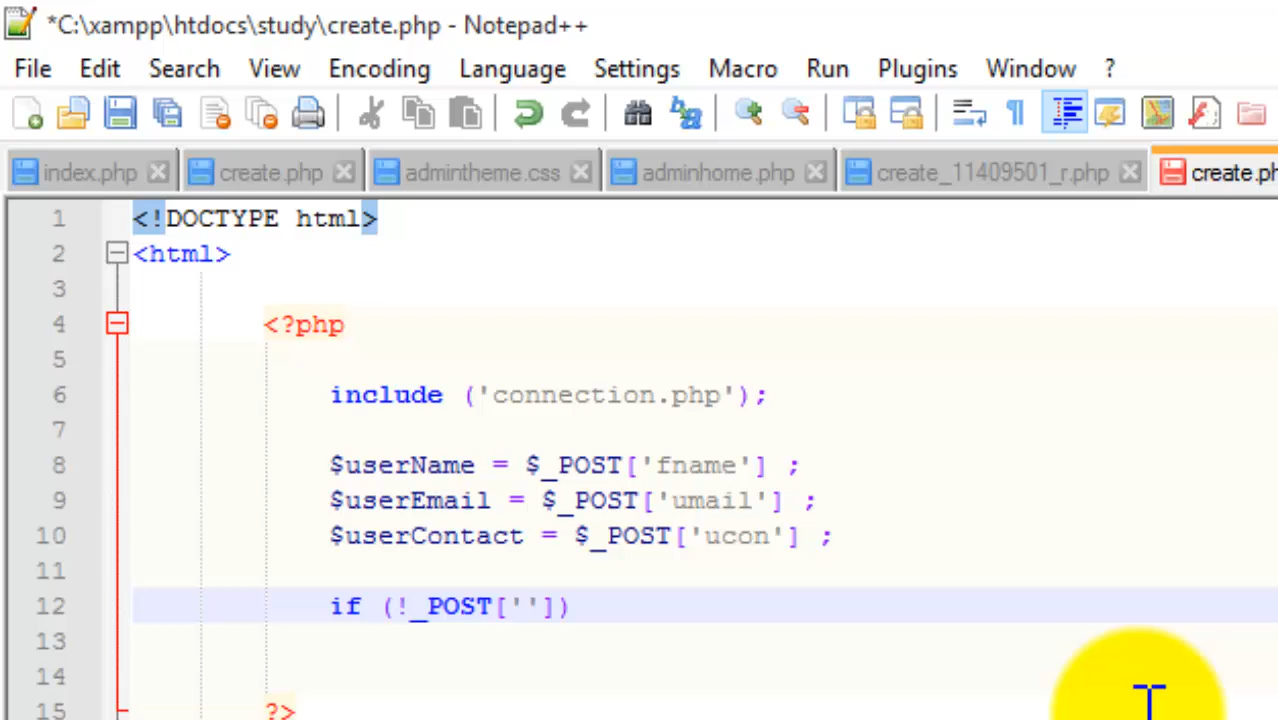 *C:\xampp\htdocs\study\create.php - Notepad++
File Edit Search View Encoding Language Settings Macro Run Plugins Window ?
index.php create.php admintheme.css adminhome.php create_11409501_r.php create.ph
1 <!DOCTYPE html>
2 <html>
3
4 <?php
5
6 include ('connection.php');
7
8 $userName = $_POST['fname'] ;
9 $userEmail = $_POST['umail'] ;
10 $userContact = $_POST['ucon'] ;
11
12 if (!_POST[''])
13
14
15 ?>